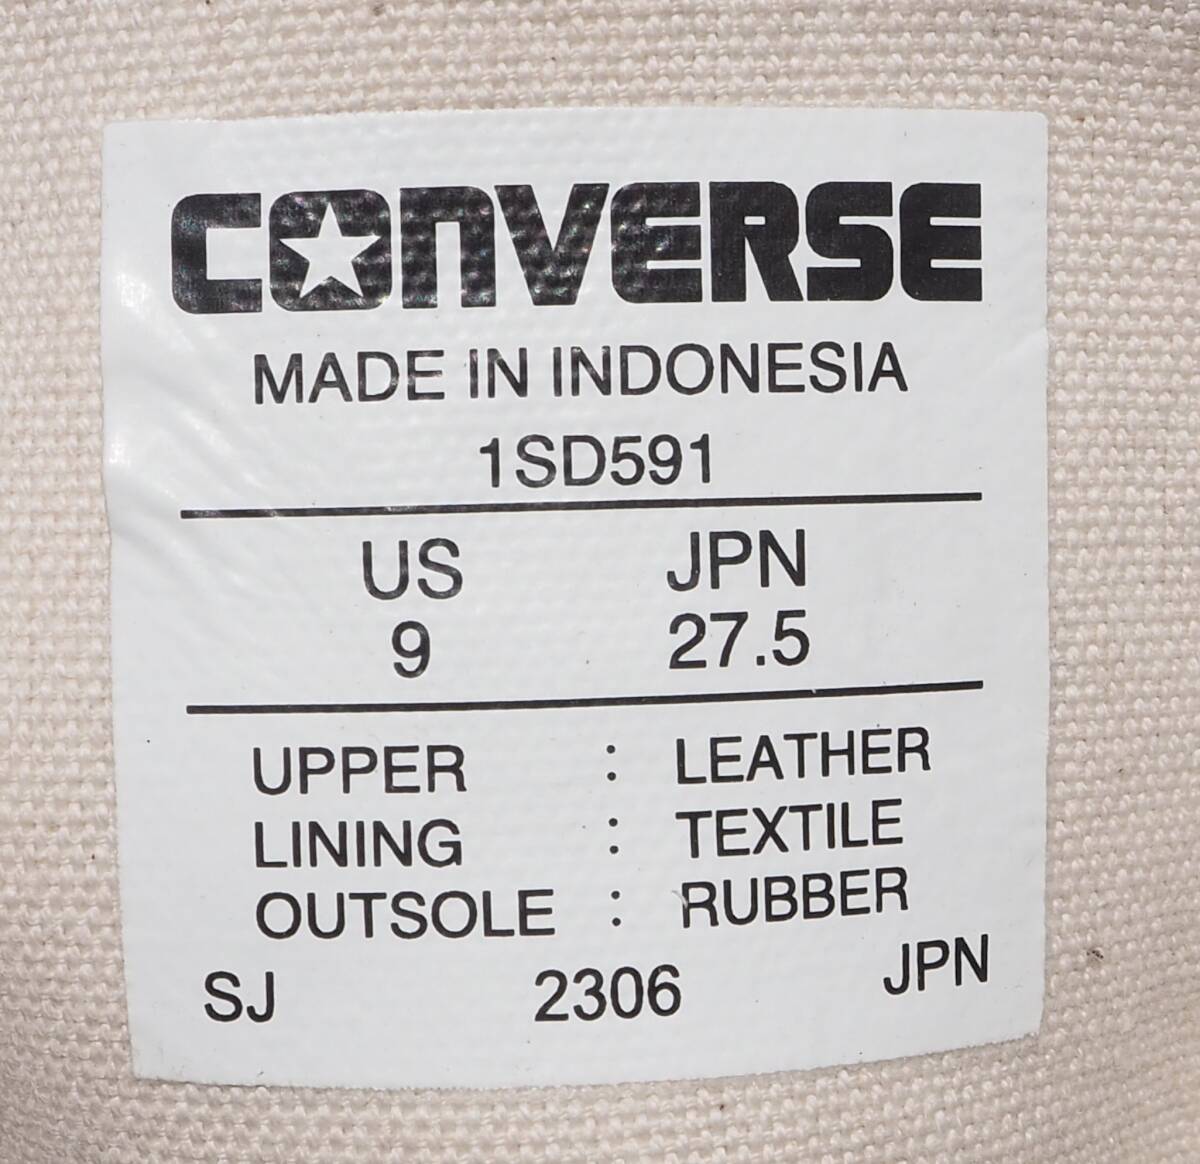 CONVERSE
MADE IN INDONESIA
1SD591
US JPN
9 27.5
UPPER : LEATHER
LINING : TEXTILE
OUTSOLE : RUBBER
SJ 2306 JPN